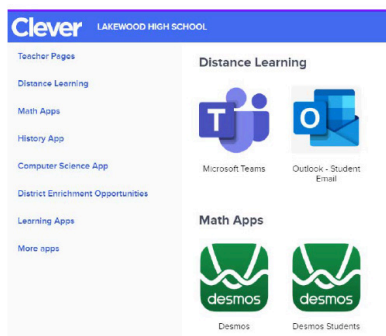 Clever LAKEWOOD HIGH SCHOOL
Teacher Pages
Distance Learning
Math Apps
History App
Computer Science App
District Enrichment Opportunities
Learning Apps
More apps
Distance Learning
T
Microsoft Teams
O
Outlook - Student
Email
Math Apps
desmos
Desmos
desmos
Desmos Students